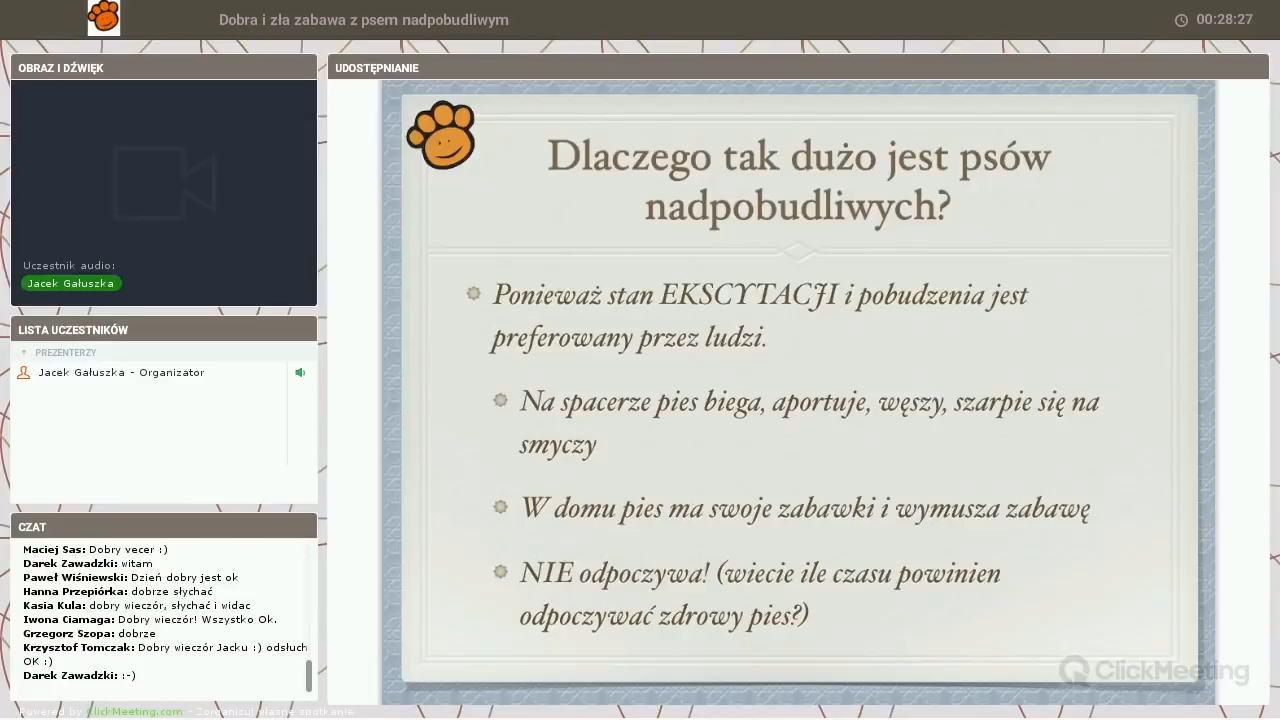 Dobra i zła zabawa z psem nadpobudliwym
00:28:27
OBRAZ I DŹWIĘK
Uczestnik audio:
Jacek Gałuszka
LISTA UCZESTNIKÓW
PREZENTERZY
Jacek Gałuszka - Organizator
CZAT
Maciej Sas: Dobry vecer :)
Darek Zawadzki: witam
Paweł Wiśniewski: Dzień dobry jest ok
Hanna Przepiórka: dobrze słychać
Kasia Kula: dobry wieczór, słychać i widac
Iwona Ciamaga: Dobry wieczór! Wszystko Ok.
Grzegorz Szopa: dobrze
Krzysztof Tomczak: Dobry wieczór Jacku :) odsłuch
OK :)
Darek Zawadzki: :-)
Powered by ClickMeeting.com - Zorganizuj własne spotkanie
UDOSTĘPNIANIE
Dlaczego tak dużo jest psów
nadpobudliwych?
Ponieważ stan EKSCYTACJI i pobudzenia jest
preferowany przez ludzi.
Na spacerze pies biega, aportuje, węszy, szarpie się na
smyczy
W domu pies ma swoje zabawki i wymusza zabawę
NIE odpoczywa! (wiecie ile czasu powinien
odpoczywać zdrowy pies?)
ClickMeeting